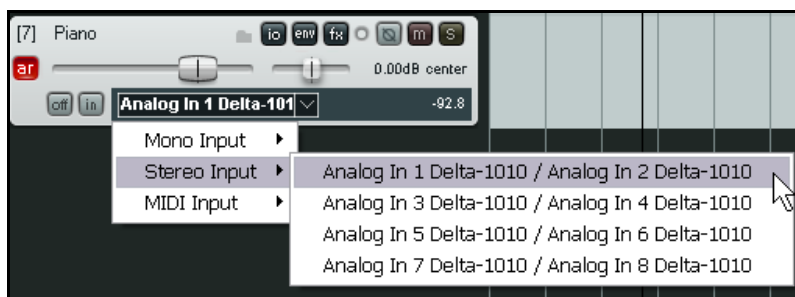 [7] Piano io env fx m s
ar 0.00dB center
off in Analog In 1 Delta-101 -92.8
Mono Input
Stereo Input
MIDI Input
Analog In 1 Delta-1010 / Analog In 2 Delta-1010
Analog In 3 Delta-1010 / Analog In 4 Delta-1010
Analog In 5 Delta-1010 / Analog In 6 Delta-1010
Analog In 7 Delta-1010 / Analog In 8 Delta-1010